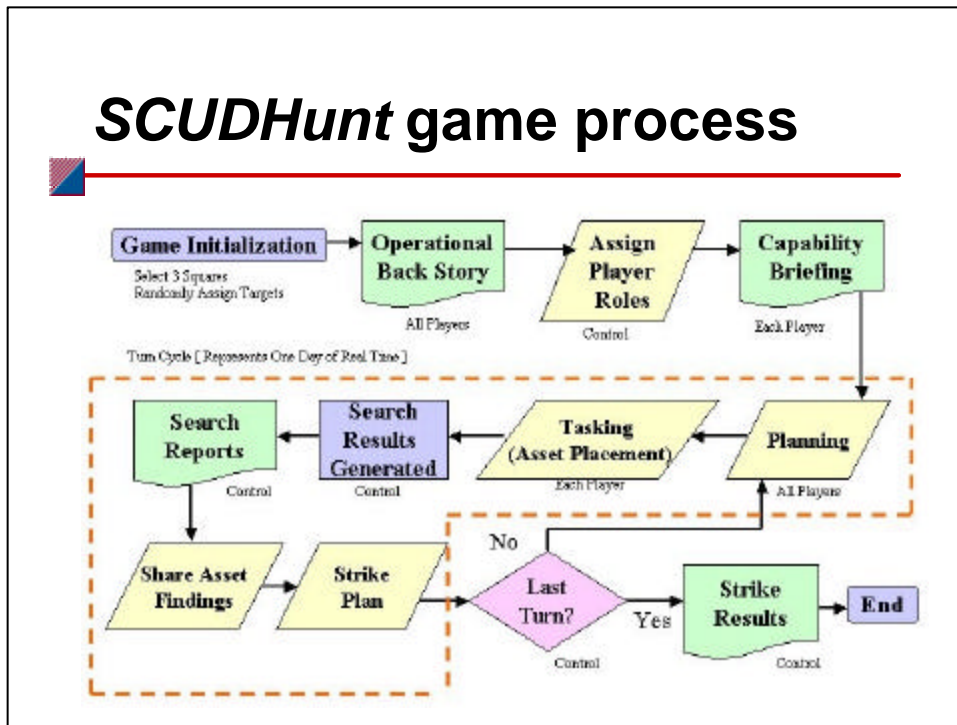 SCUDHunt game process
Game Initialization
Select 3 Squares
Randomly Assign Targets
Operational
Back Story
All Players
Assign
Player
Roles
Control
Capability
Briefing
Each Player
Turn Cycle [ Represents One Day of Real Time ]
Planning
All Players
Tasking
(Asset Placement)
Each Player
Search
Results
Generated
Control
Search
Reports
Control
Share Asset
Findings
Strike
Plan
Last
Turn?
Control
No
Yes
Strike
Results
Control
End